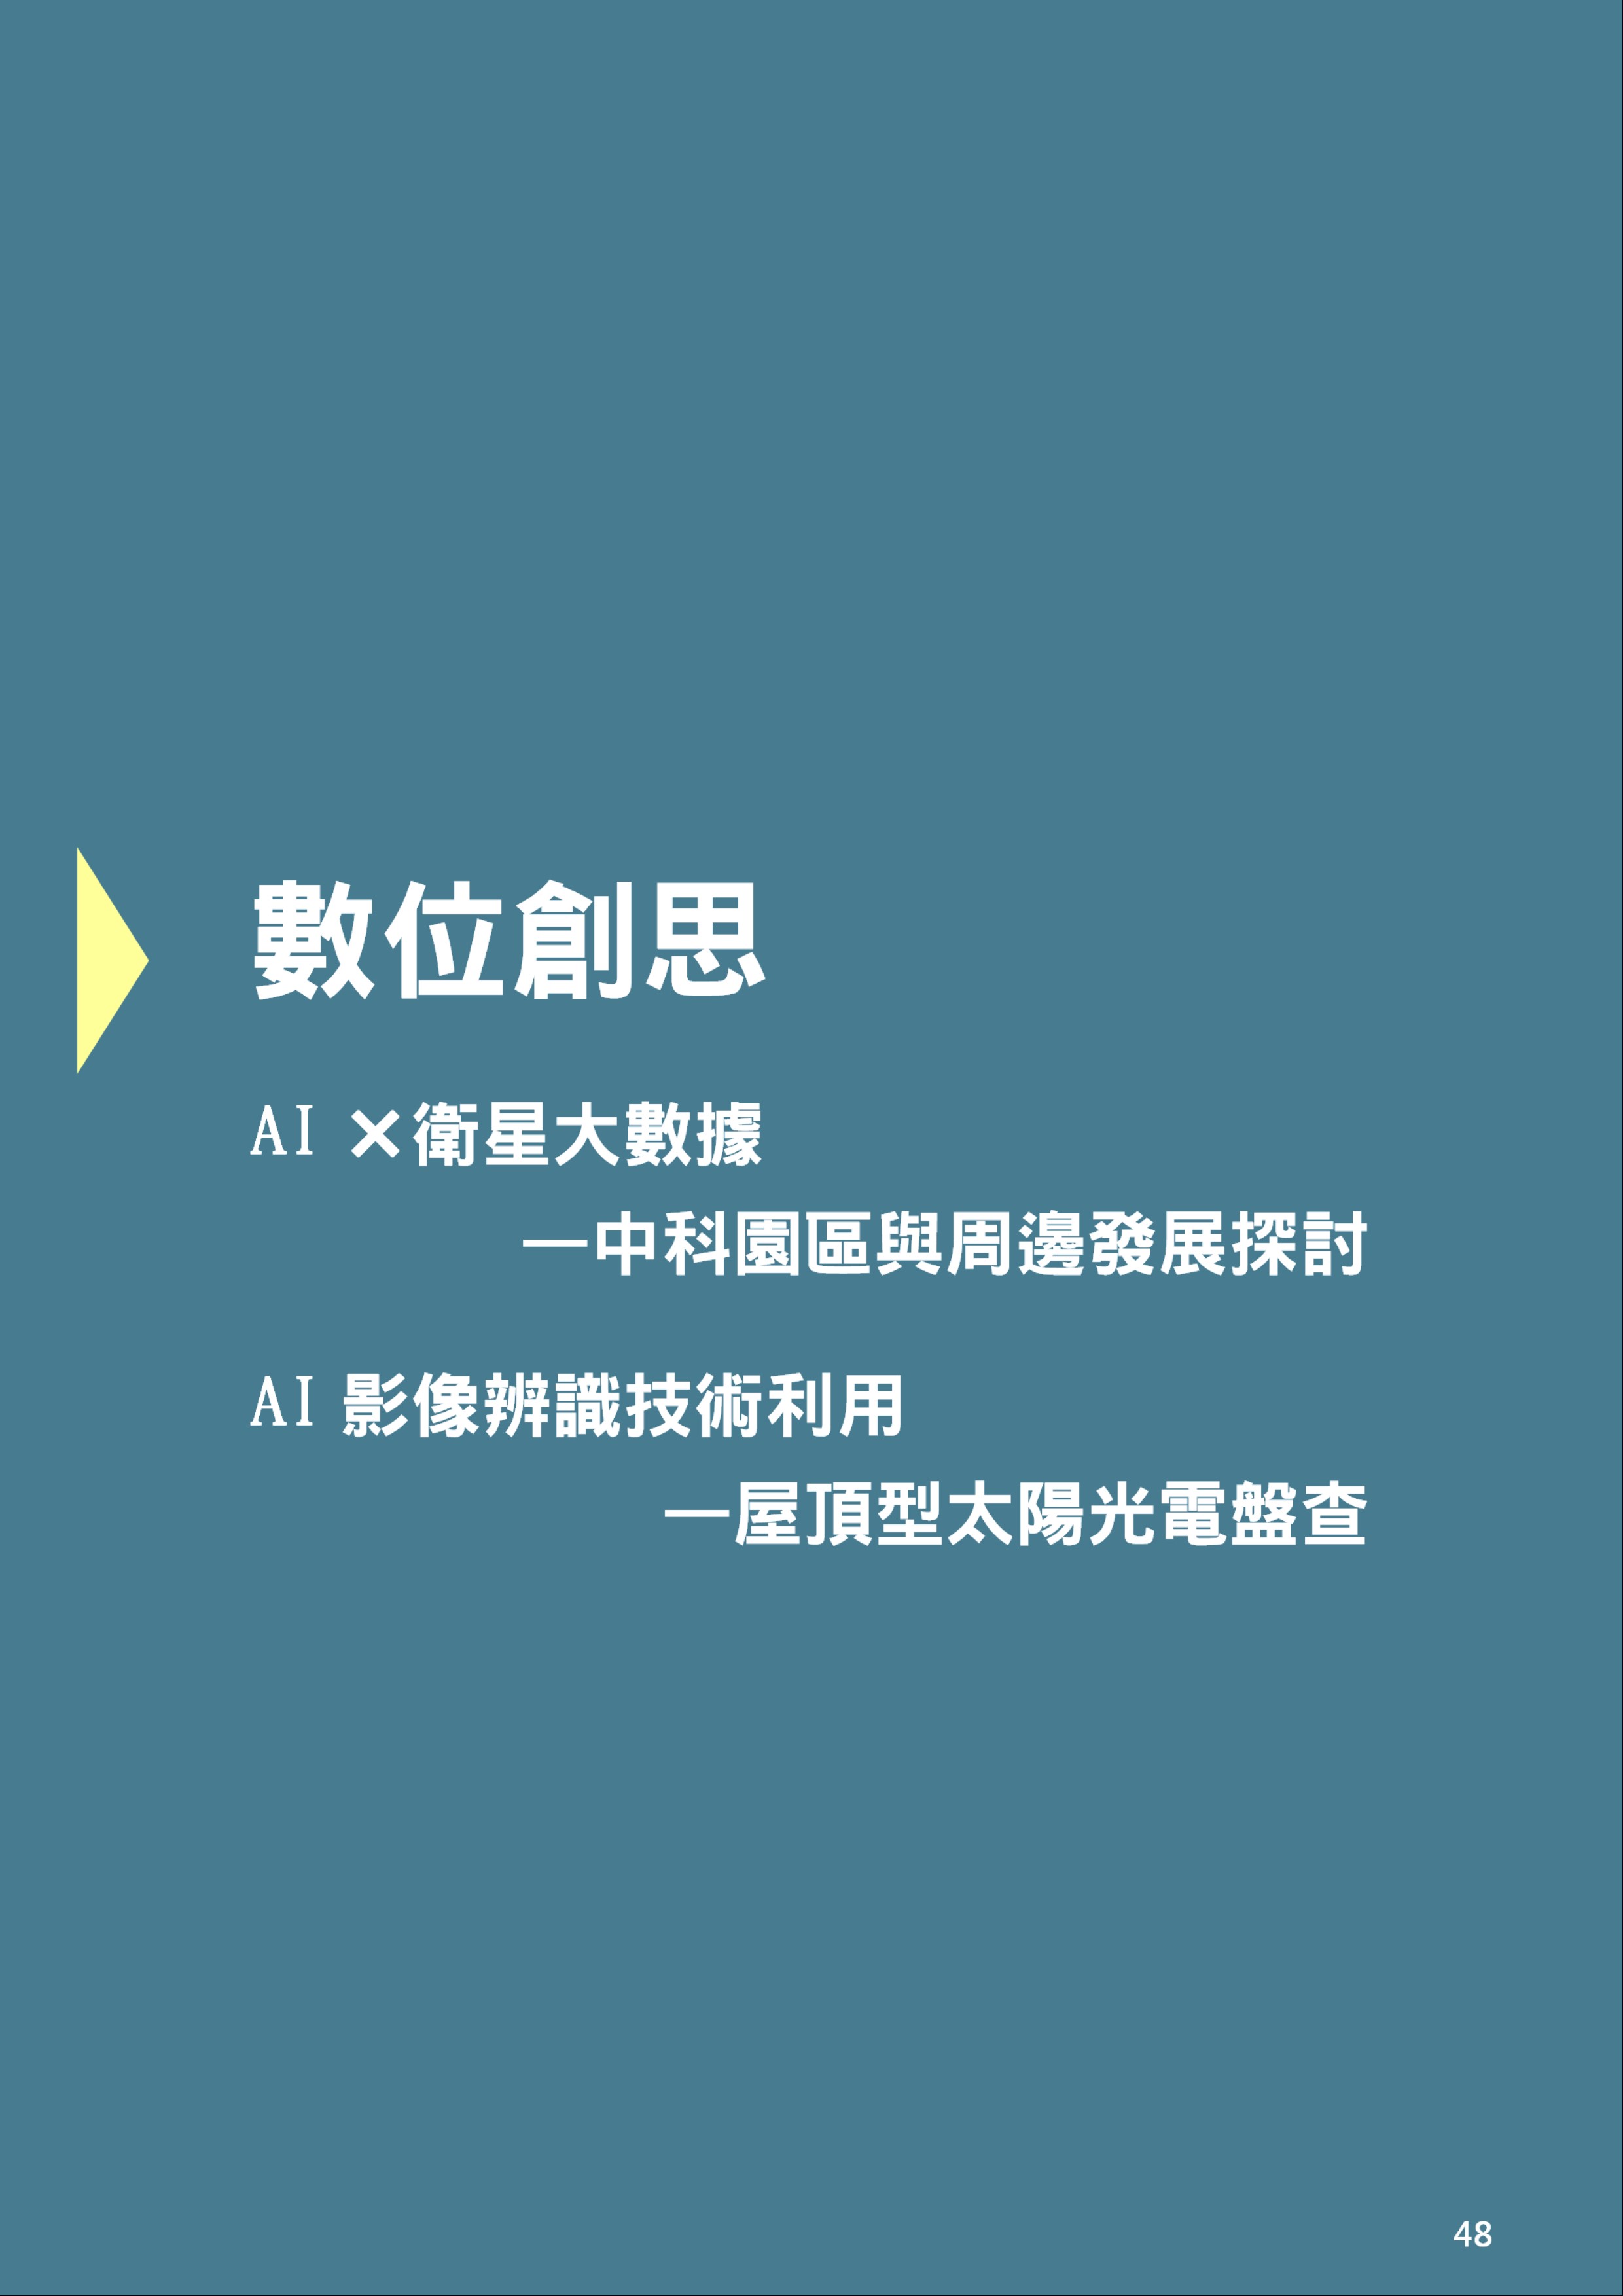 數位創思
AI ×衛星大數據
—中科園區與周邊發展探討
AI 影像辨識技術利用
—屋頂型太陽光電盤查
48